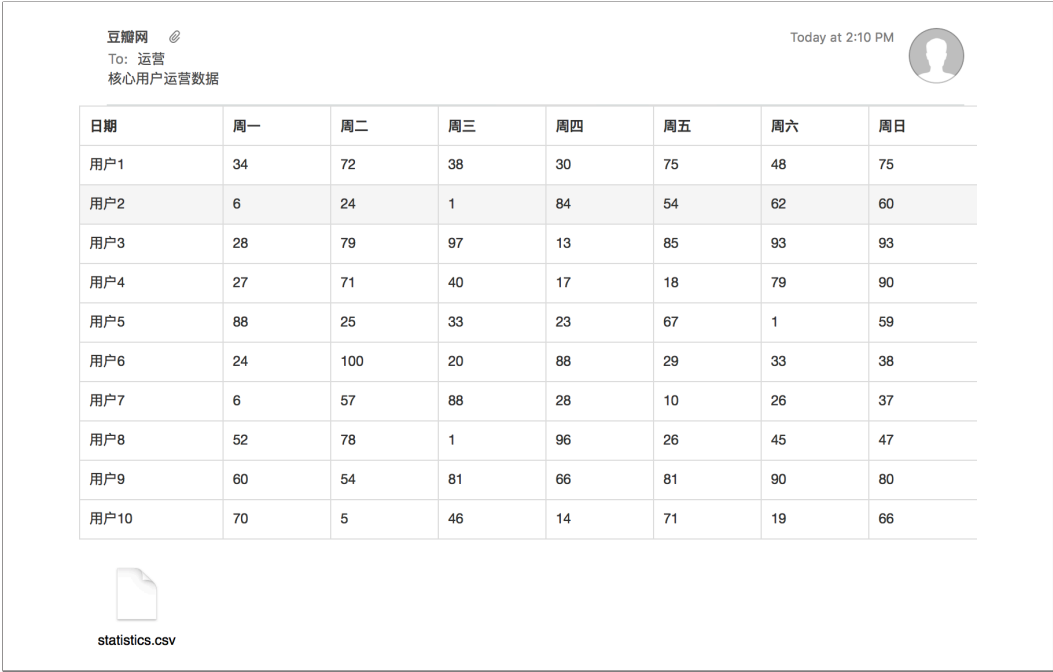 豆瓣网 Today at 2:10 PM
To: 运营
核心用户运营数据
日期 周一 周二 周三 周四 周五 周六 周日
用户1 34 72 38 30 75 48 75
用户2 6 24 1 84 54 62 60
用户3 28 79 97 13 85 93 93
用户4 27 71 40 17 18 79 90
用户5 88 25 33 23 67 1 59
用户6 24 100 20 88 29 33 38
用户7 6 57 88 28 10 26 37
用户8 52 78 1 96 26 45 47
用户9 60 54 81 66 81 90 80
用户10 70 5 46 14 71 19 66
statistics.csv